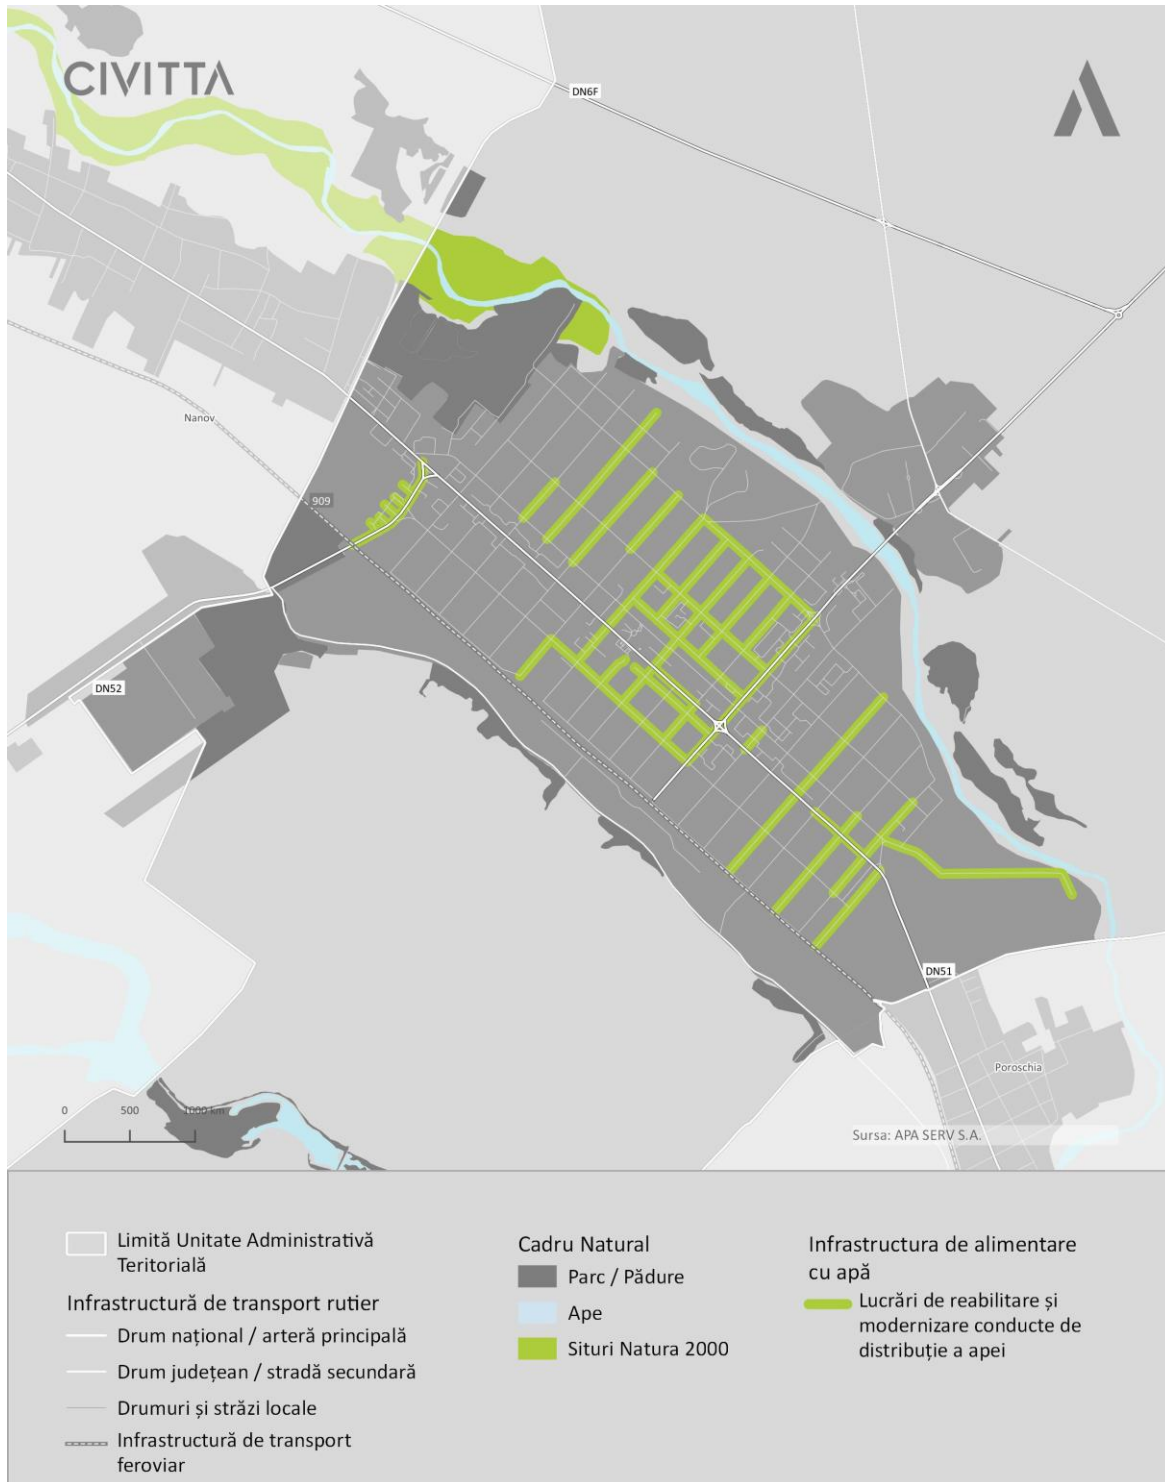 CIVITTA
DN6F
Nanov
909
DN52
DN51
Poroschia
0 500 1000 km
Sursa: APA SERV S.A.
Limită Unitate Administrativă
Teritorială
Infrastructură de transport rutier
Drum național / arteră principală
Drum județean / stradă secundară
Drumuri și străzi locale
Infrastructură de transport
feroviar
Cadru Natural
Parc / Pădure
Ape
Situri Natura 2000
Infrastructura de alimentare
cu apă
Lucrări de reabilitare și
modernizare conducte de
distribuție a apei